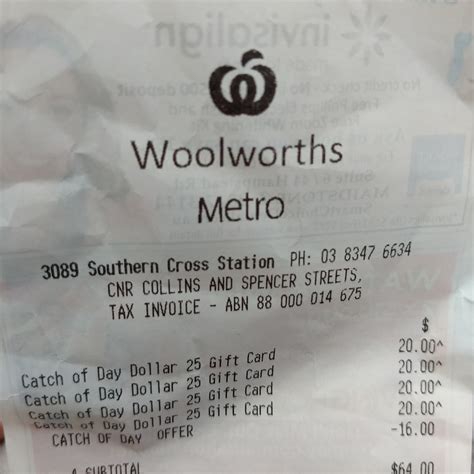 Woolworths
Metro
3089 Southern Cross Station PH: 03 8347 6634
CNR COLLINS AND SPENCER STREETS,
TAX INVOICE - ABN 88 000 014 675
$
Catch of Day Dollar 25 Gift Card 20.00^
Catch of Day Dollar 25 Gift Card 20.00^
Catch of Day Dollar 25 Gift Card 20.00^
Catch of Day Dollar 25 Gift Card 20.00^
CATCH OF DAY OFFER -16.00
4 SUBTOTAL $64.00